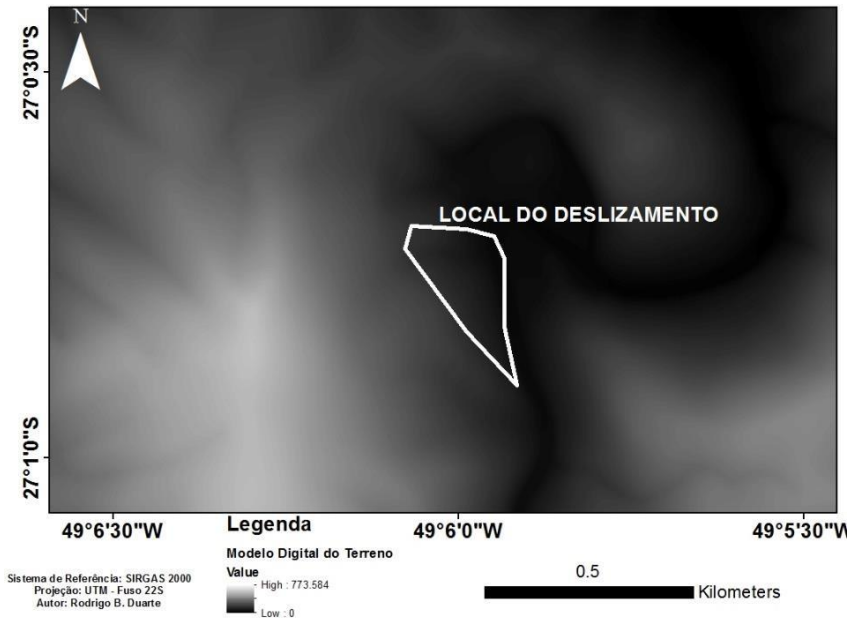 N
27°0'30"S
LOCAL DO DESLIZAMENTO
27°1'0"S
49°6'30"W
49°6'0"W
49°5'30"W
Legenda
Modelo Digital do Terreno
Value
High : 773.584
Low : 0
Sistema de Referência: SIRGAS 2000
Projeção: UTM - Fuso 22S
Autor: Rodrigo B. Duarte
0.5
Kilometers